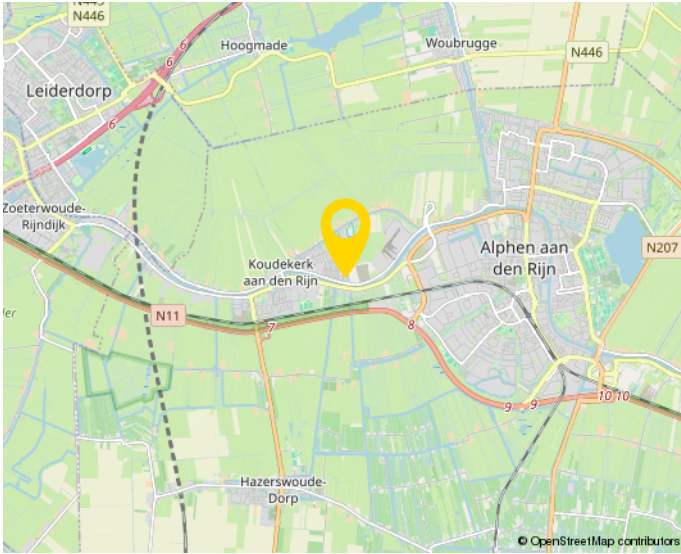 N445
N446
Hoogmade
Woubrugge
N446
6
6
Leiderdorp
6
Zoeterwoude-
Rijndijk
N207
Alphen aan
den Rijn
Koudekerk
aan den Rijn
N11
7
8
9
9
10
10
Hazerswoude-
Dorp
© OpenStreetMap contributors